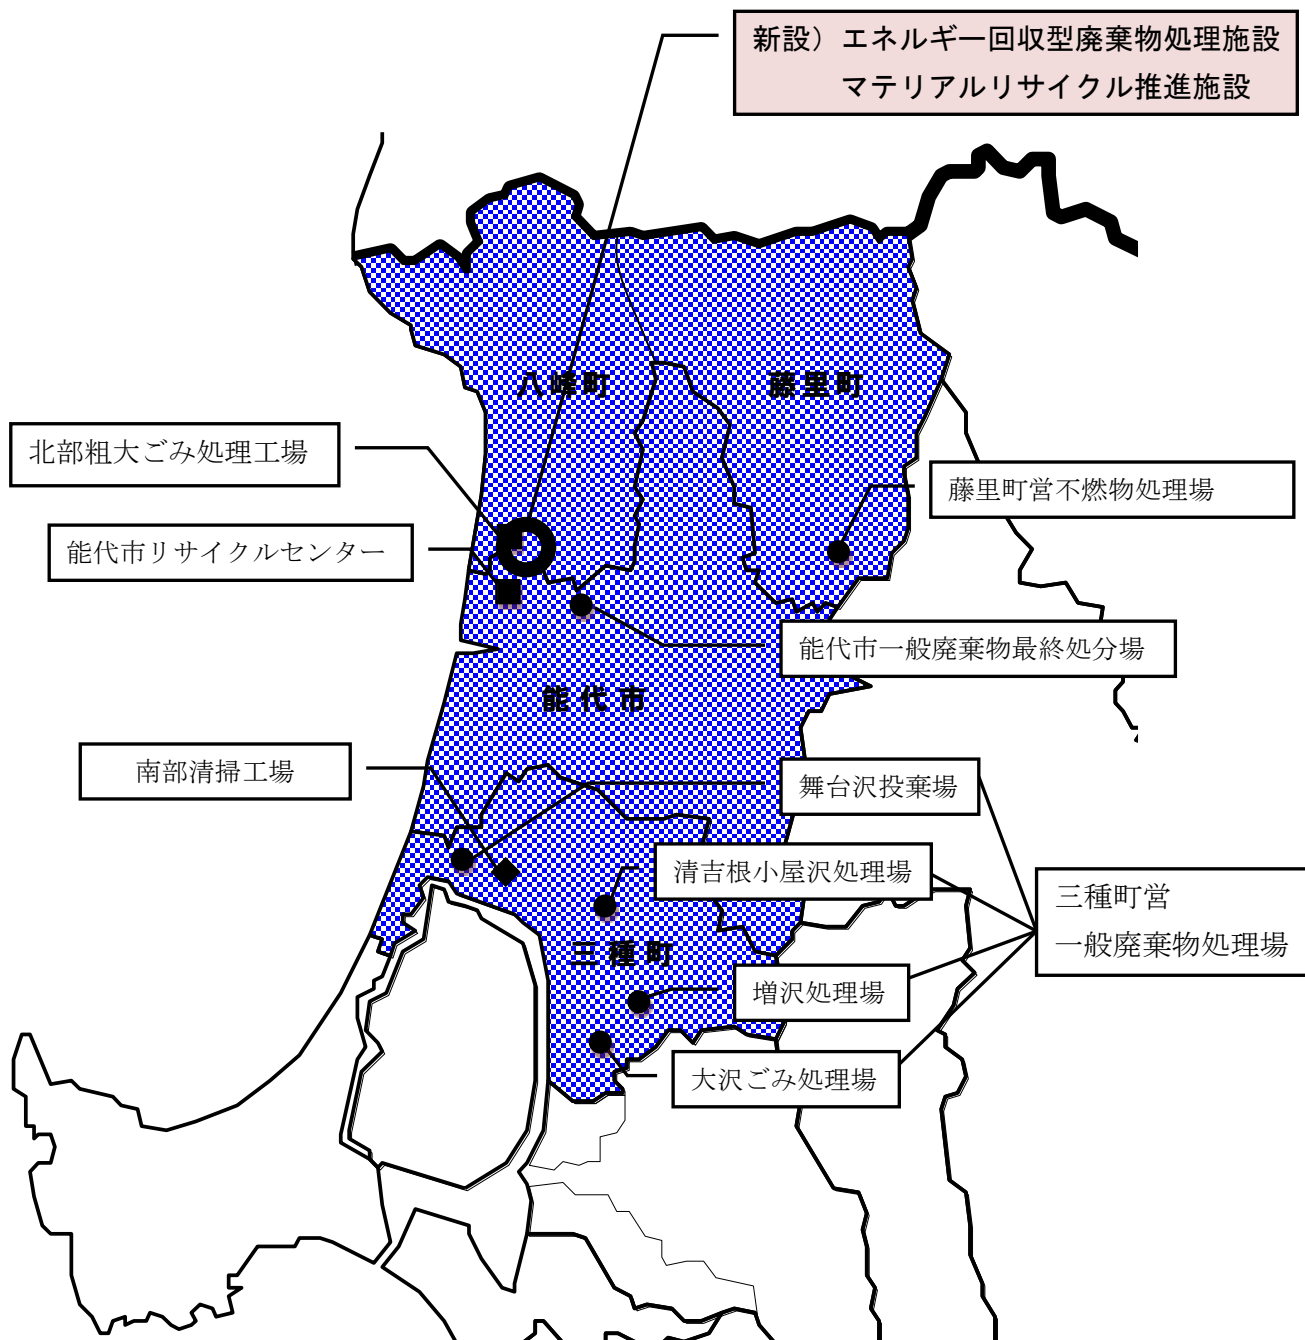 新設）エネルギー回収型廃棄物処理施設
マテリアルリサイクル推進施設
八峰町
藤里町
北部粗大ごみ処理工場
藤里町営不燃物処理場
能代市リサイクルセンター
能代市一般廃棄物最終処分場
能代市
南部清掃工場
舞台沢投棄場
清吉根小屋沢処理場
三種町営
一般廃棄物処理場
三種町
増沢処理場
大沢ごみ処理場